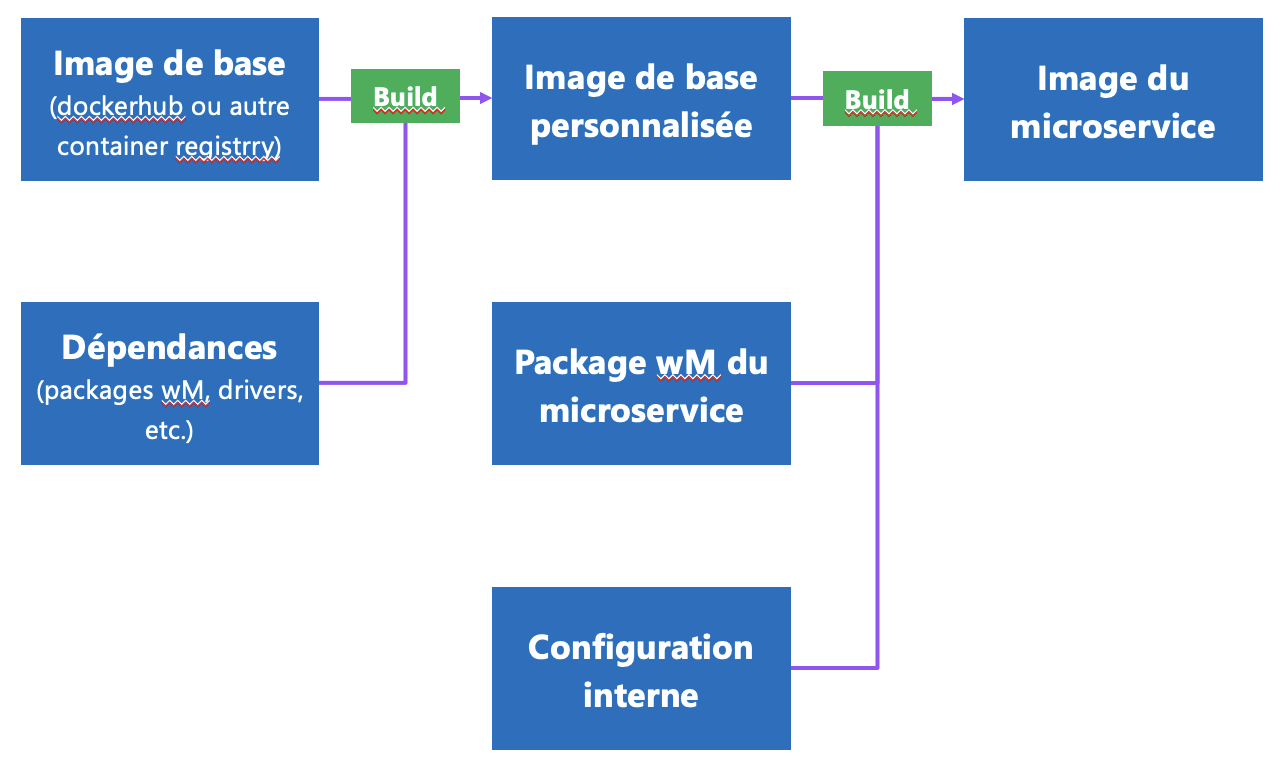 Image de base
(dockerhub ou autre
container registrry)
Build
Image de base
personnalisée
Build
Image du
microservice
Dépendances
(packages wM, drivers,
etc.)
Package wM du
microservice
Configuration
interne